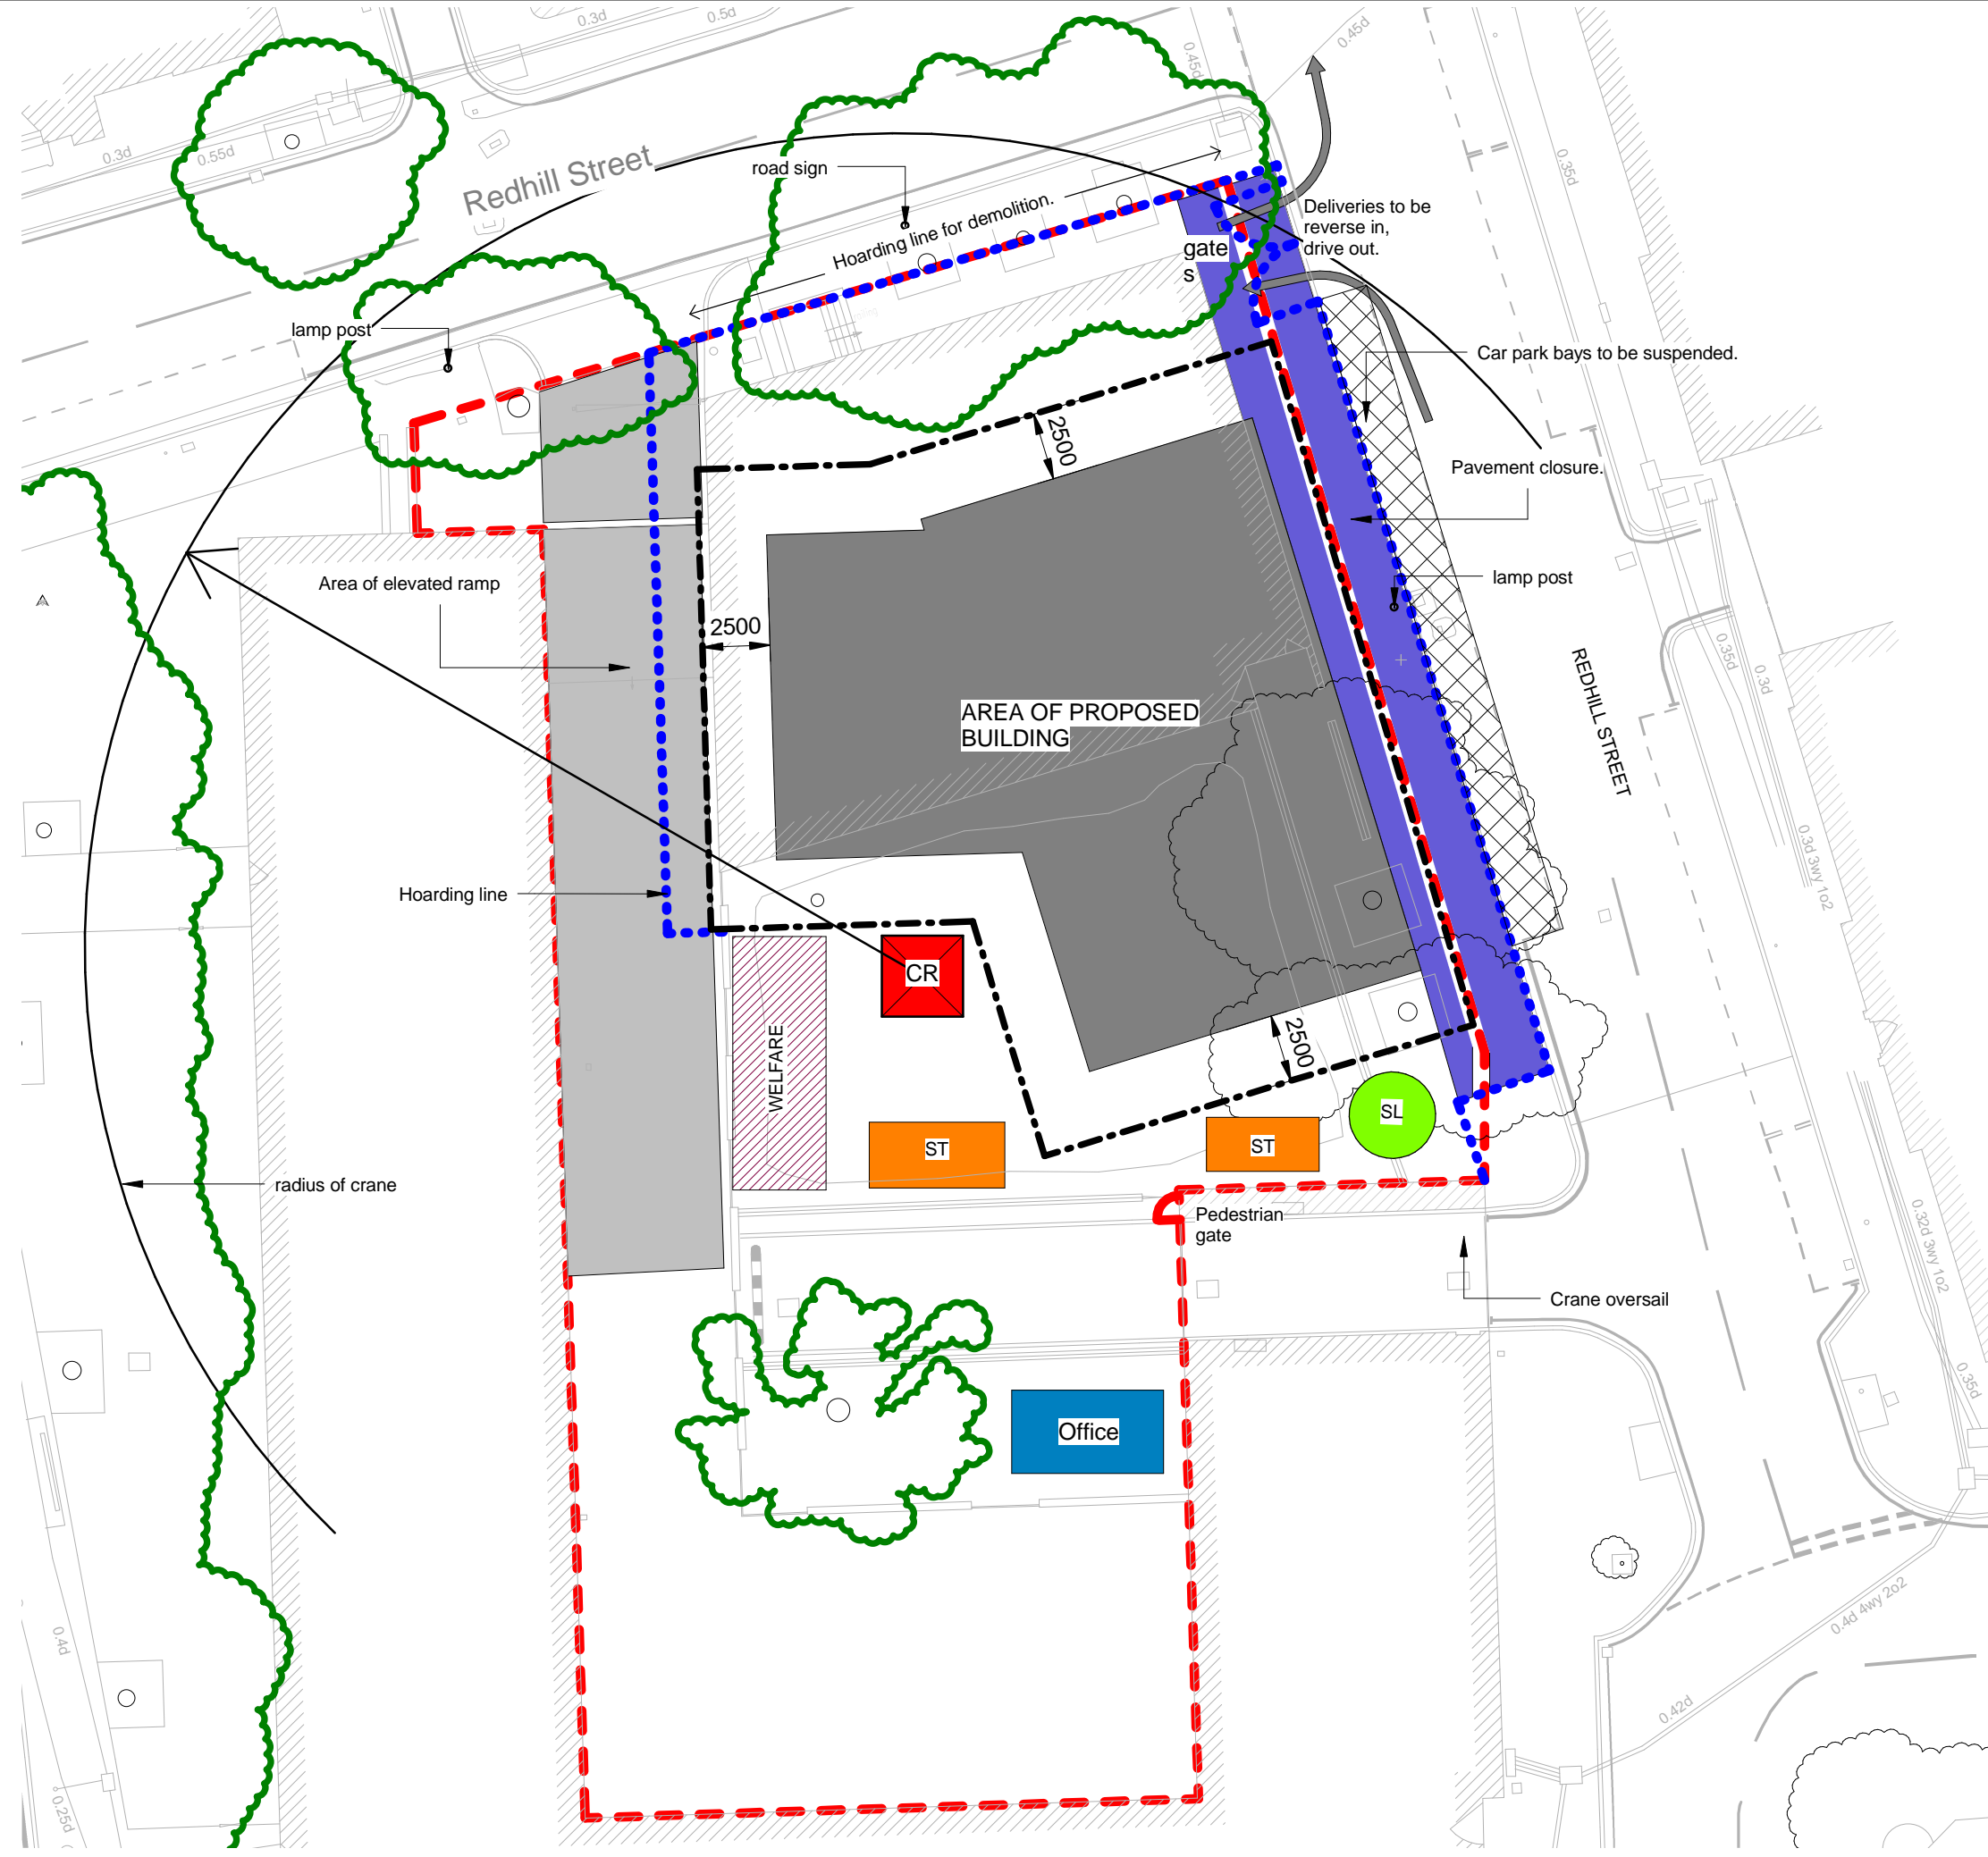 0.3d
0.5d
0.45d
0.45d
0.3d
0.55d
Redhill Street
road sign
Hoarding line for demolition.
0.35d
Deliveries to be
reverse in,
drive out.
gate
s
lamp post
Car park bays to be suspended.
2500
Pavement closure.
Area of elevated ramp
lamp post
2500
REDHILL STREET
0.35d
0.3d
AREA OF PROPOSED
BUILDING
0.3d 3wy 1o2
Hoarding line
CR
WELFARE
2500
SL
ST
ST
radius of crane
Pedestrian
gate
0.32d 3wy 1o2
Crane oversail
0.35d
Office
0.4d 4wy 2o2
0.4d
0.42d
0.25d